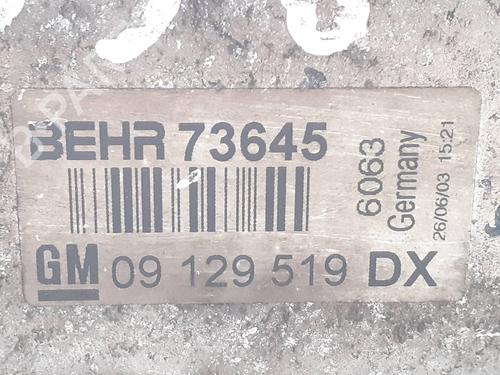 BEHR 73645
6063
Germany
26/06/03 15:21
GM 09 129 519 DX